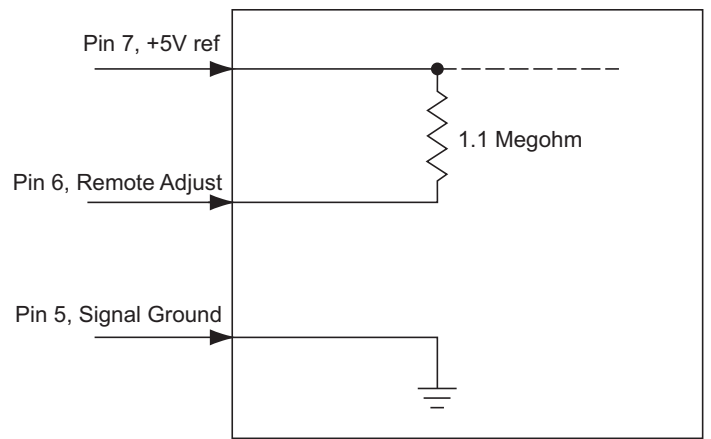 Pin 7, +5V ref
1.1 Megohm
Pin 6, Remote Adjust
Pin 5, Signal Ground